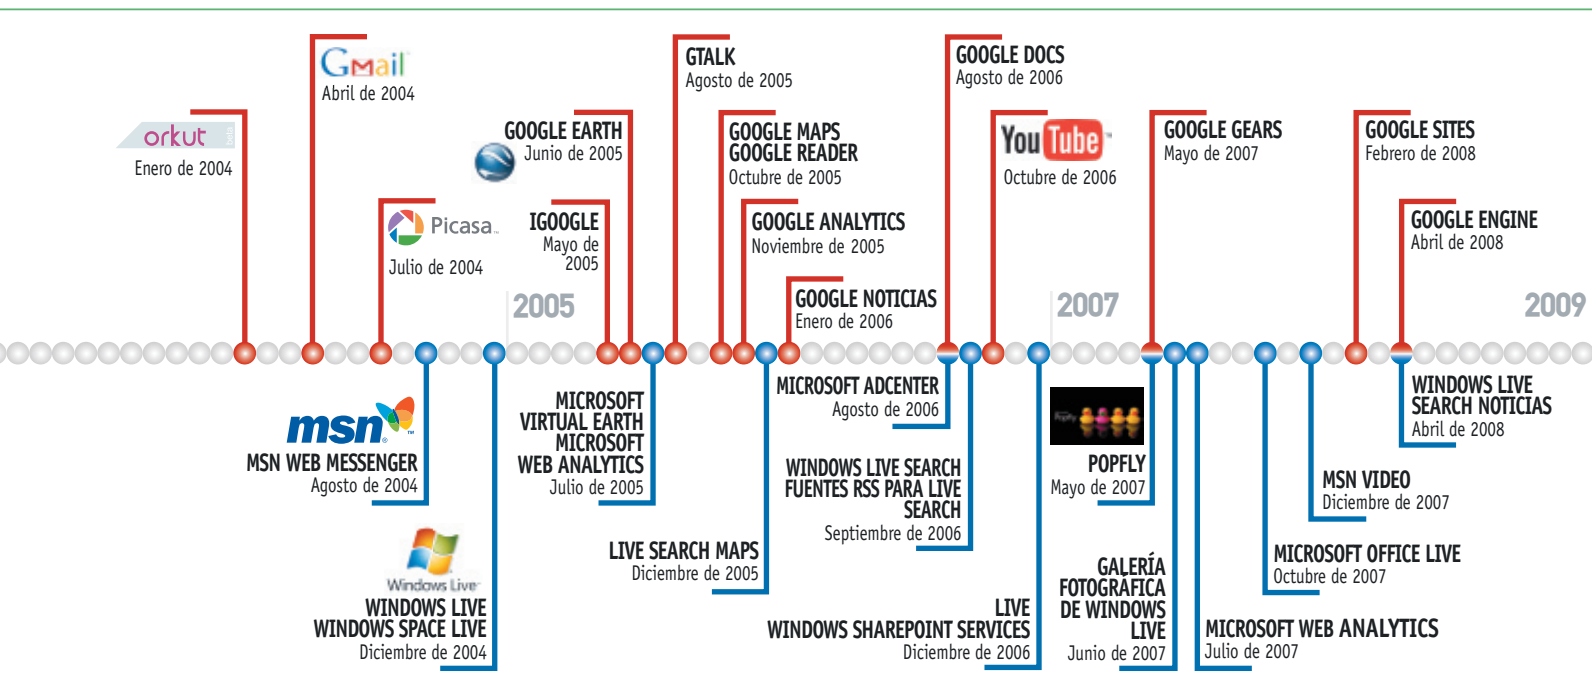 Gmail
Abril de 2004
orkut
beta
Enero de 2004
Picasa
Julio de 2004
GOOGLE EARTH
Junio de 2005
IGOOGLE
Mayo de
2005
GTALK
Agosto de 2005
GOOGLE MAPS
GOOGLE READER
Octubre de 2005
GOOGLE ANALYTICS
Noviembre de 2005
GOOGLE NOTICIAS
Enero de 2006
GOOGLE DOCS
Agosto de 2006
You Tube™
Octubre de 2006
GOOGLE GEARS
Mayo de 2007
GOOGLE SITES
Febrero de 2008
GOOGLE ENGINE
Abril de 2008
2005
2007
2009
msn®™
MSN WEB MESSENGER
Agosto de 2004
Windows Live™
WINDOWS LIVE
WINDOWS SPACE LIVE
Diciembre de 2004
MICROSOFT
VIRTUAL EARTH
MICROSOFT
WEB ANALYTICS
Julio de 2005
LIVE SEARCH MAPS
Diciembre de 2005
MICROSOFT ADCENTER
Agosto de 2006
WINDOWS LIVE SEARCH
FUENTES RSS PARA LIVE
SEARCH
Septiembre de 2006
LIVE
WINDOWS SHAREPOINT SERVICES
Diciembre de 2006
Popfly
POPFLY
Mayo de 2007
GALERÍA
FOTOGRÁFICA
DE WINDOWS
LIVE
Junio de 2007
MICROSOFT WEB ANALYTICS
Julio de 2007
MICROSOFT OFFICE LIVE
Octubre de 2007
MSN VIDEO
Diciembre de 2007
WINDOWS LIVE
SEARCH NOTICIAS
Abril de 2008